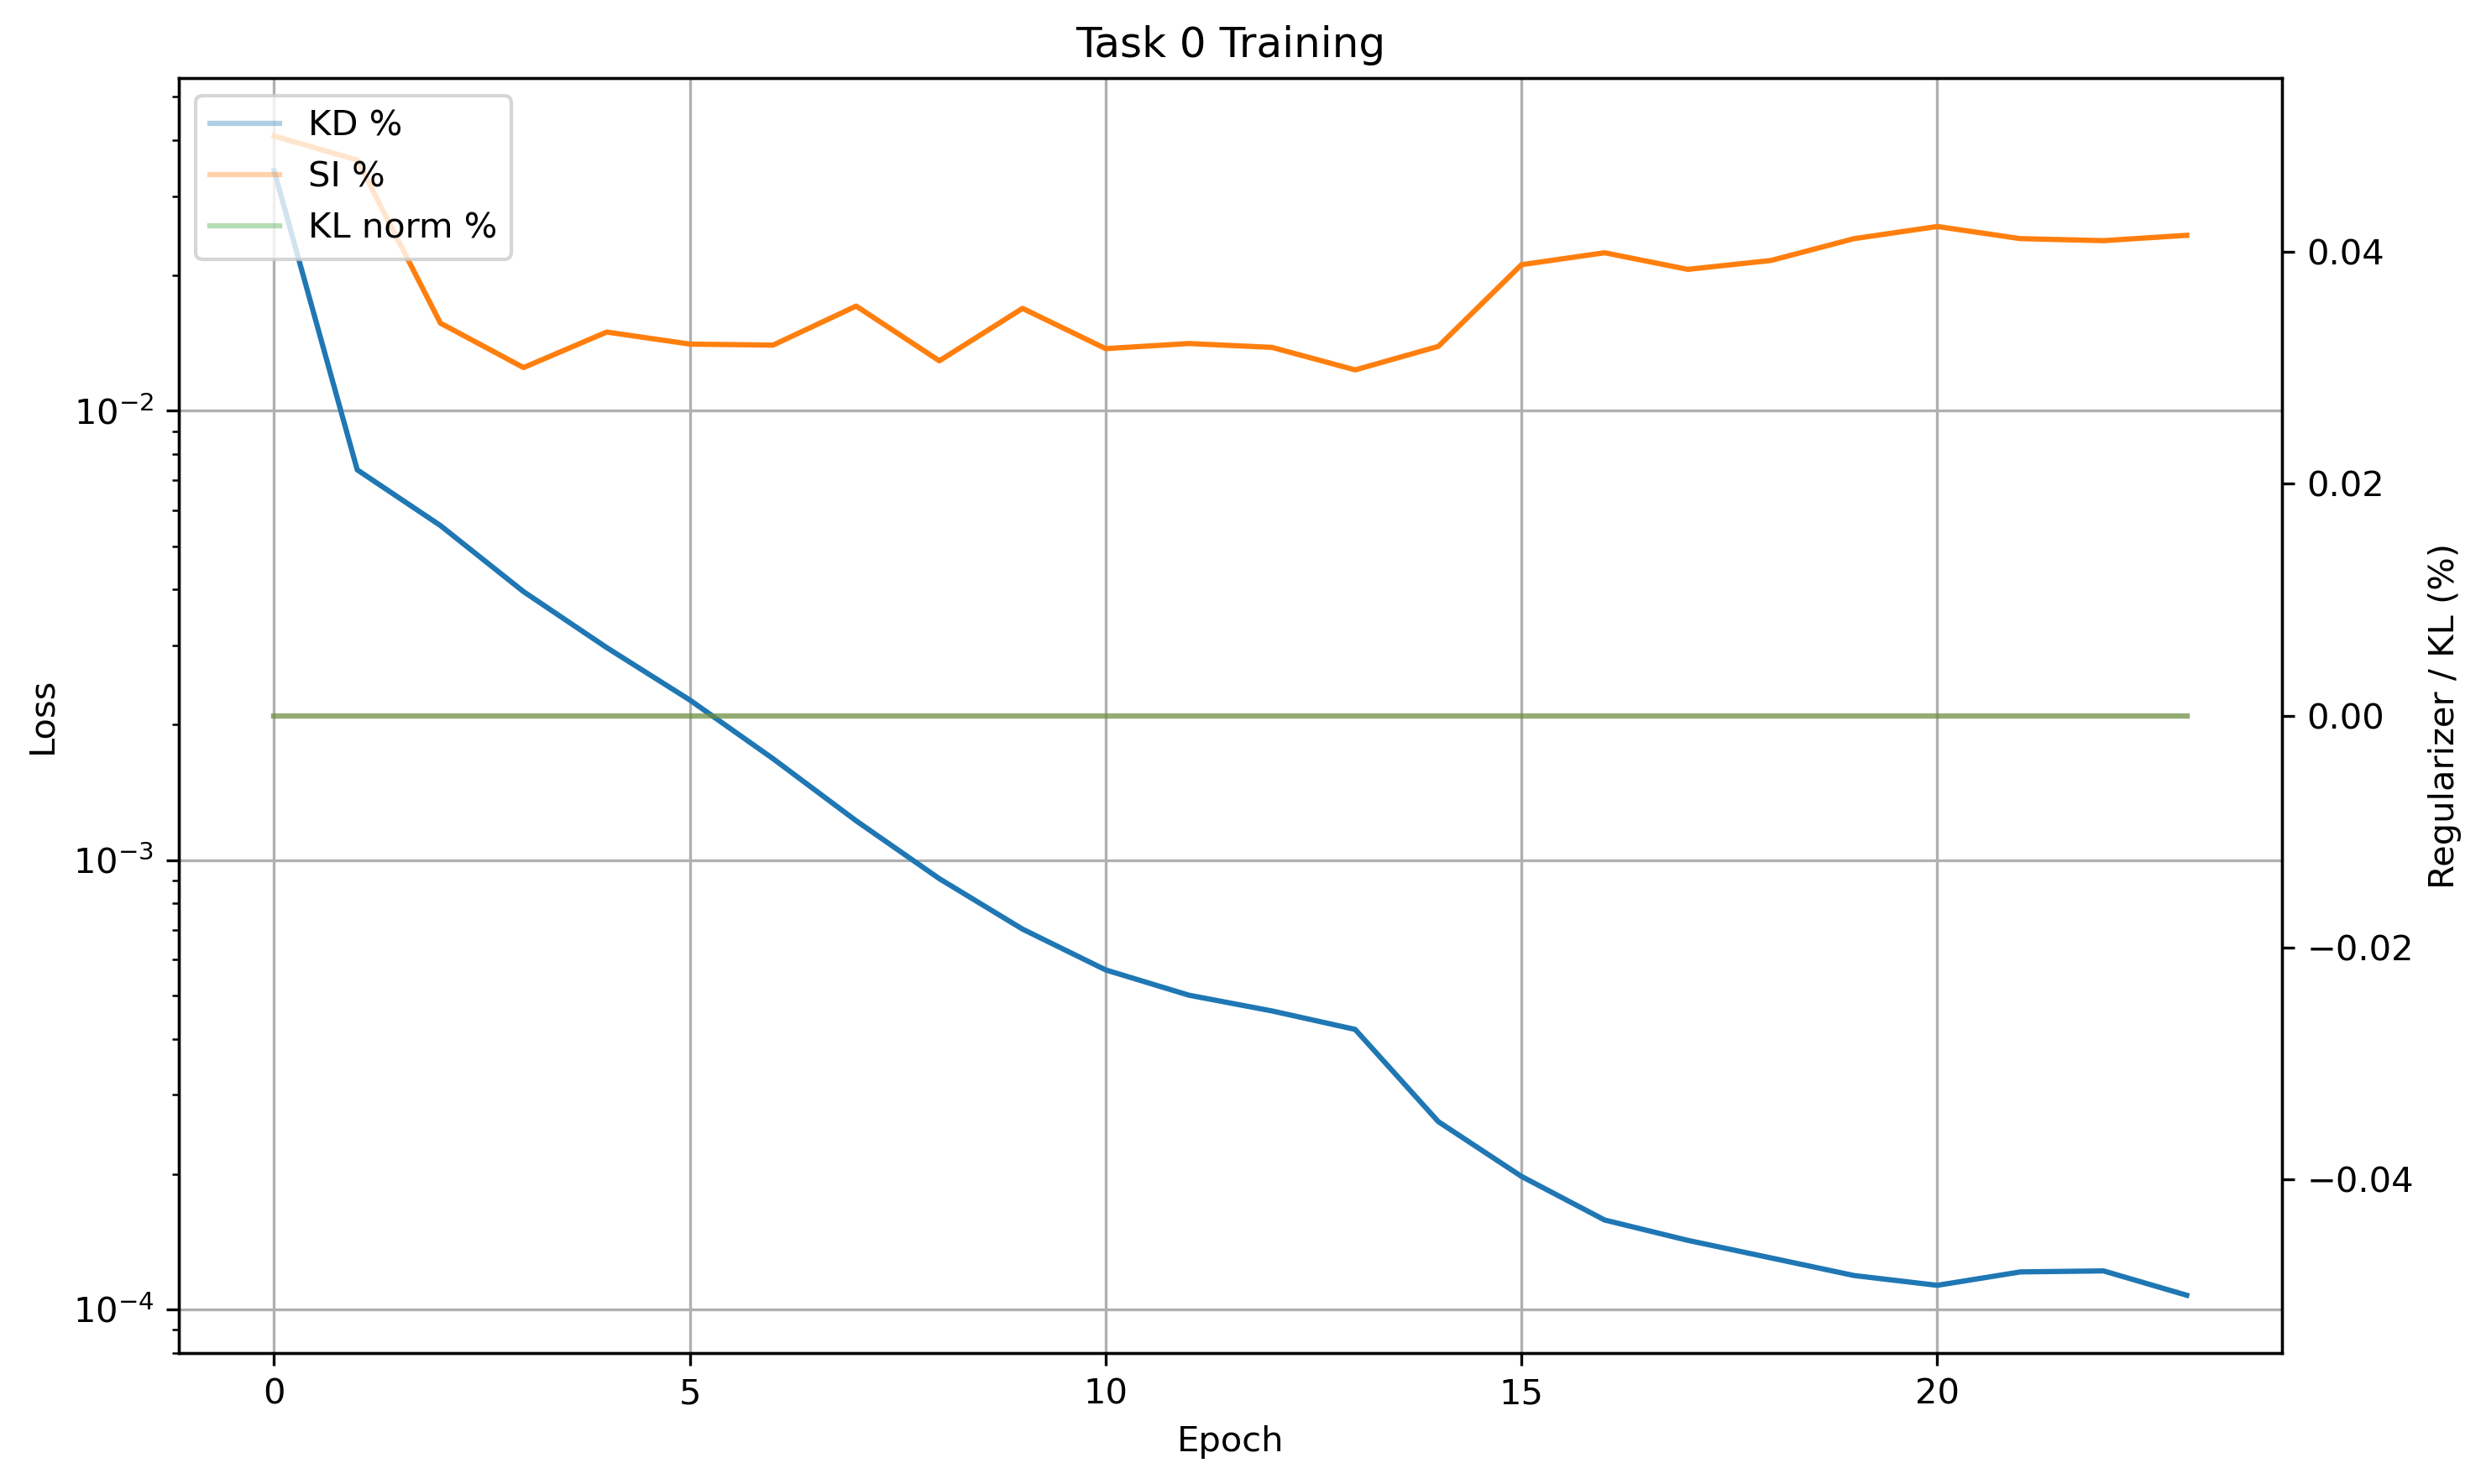 Task 0 Training
KD %
SI %
KL norm %
10⁻²
10⁻³
10⁻⁴
Loss
0.04
0.02
0.00
−0.02
−0.04
Regularizer / KL (%)
0 5 10 15 20
Epoch